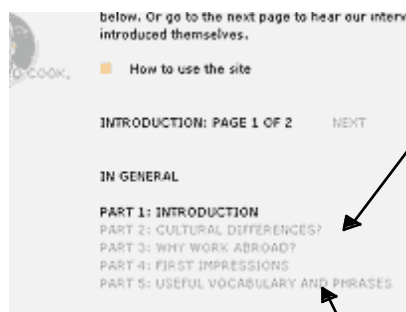 below. Or go to the next page to hear our interv
introduced themselves.
COOK.
How to use the site
INTRODUCTION: PAGE 1 OF 2 NEXT
IN GENERAL
PART 1: INTRODUCTION
PART 2: CULTURAL DIFFERENCES?
PART 3: WHY WORK ABROAD?
PART 4: FIRST IMPRESSIONS
PART 5: USEFUL VOCABULARY AND PHRASES